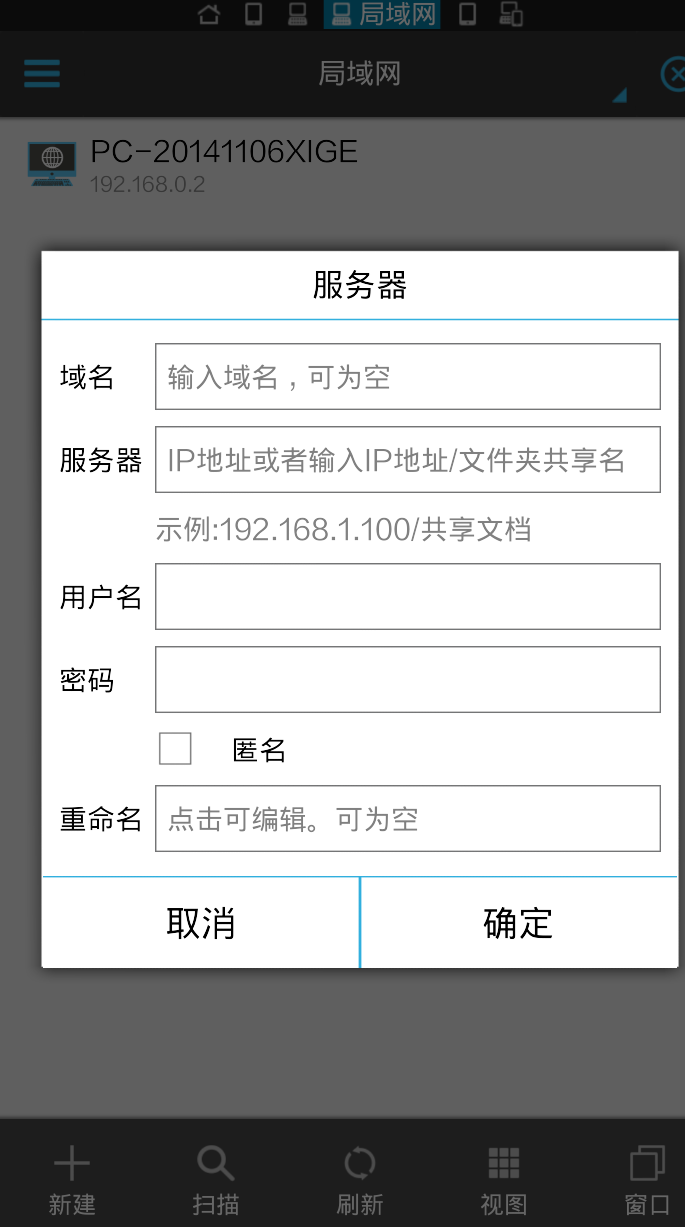 局域网
局域网
PC-20141106XIGE
192.168.0.2
服务器
域名 输入域名，可为空
服务器 IP地址或者输入IP地址/文件夹共享名
示例:192.168.1.100/共享文档
用户名
密码
匿名
重命名 点击可编辑。可为空
取消 确定
新建 扫描 刷新 视图 窗口